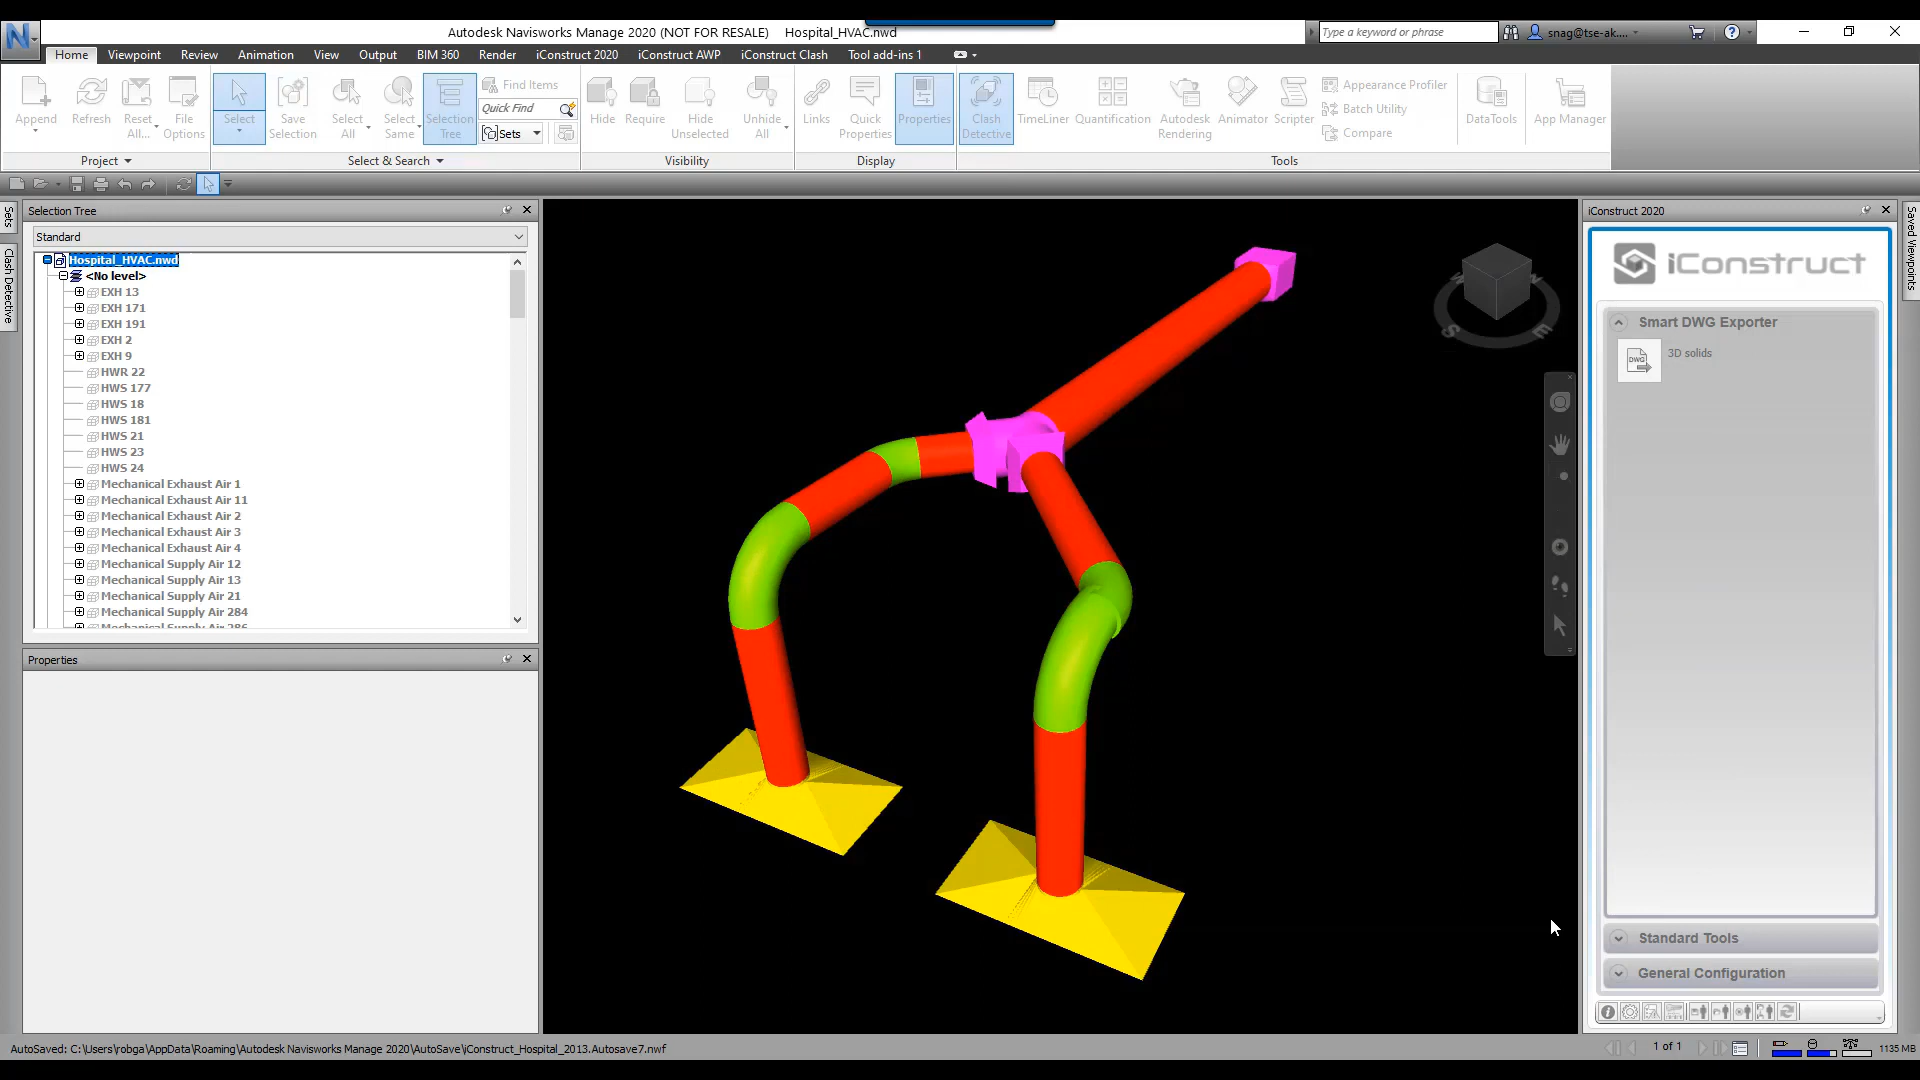 Autodesk Navisworks Manage 2020 (NOT FOR RESALE) Hospital_HVAC.nwd
Type a keyword or phrase
snag@tse-ak....
Home Viewpoint Review Animation View Output BIM 360 Render iConstruct 2020 iConstruct AWP iConstruct Clash Tool add-ins 1
Append
Refresh
Reset All...
File Options
Select
Save Selection
Select All
Select Same
Selection Tree
Find Items
Quick Find
Sets
Hide
Require
Hide Unselected
Unhide All
Links
Quick Properties
Properties
Clash Detective
TimeLiner
Quantification
Autodesk Rendering
Animator
Scripter
Appearance Profiler
Batch Utility
Compare
DataTools
App Manager
Project Select & Search Visibility Display Tools
Sets
Clash Detective
Selection Tree
Standard
Hospital_HVAC.nwd
<No level>
EXH 13
EXH 171
EXH 191
EXH 2
EXH 9
HWR 22
HWS 177
HWS 18
HWS 181
HWS 21
HWS 23
HWS 24
Mechanical Exhaust Air 1
Mechanical Exhaust Air 11
Mechanical Exhaust Air 2
Mechanical Exhaust Air 3
Mechanical Exhaust Air 4
Mechanical Supply Air 12
Mechanical Supply Air 13
Mechanical Supply Air 21
Mechanical Supply Air 284
Mechanical Supply Air 286
Properties
S E
iConstruct 2020
iConstruct
Smart DWG Exporter
DWG
3D solids
Standard Tools
General Configuration
Saved Viewpoints
AutoSaved: C:\Users\robga\AppData\Roaming\Autodesk Navisworks Manage 2020\AutoSave\iConstruct_Hospital_2013.Autosave7.nwf
1 of 1
1135 MB